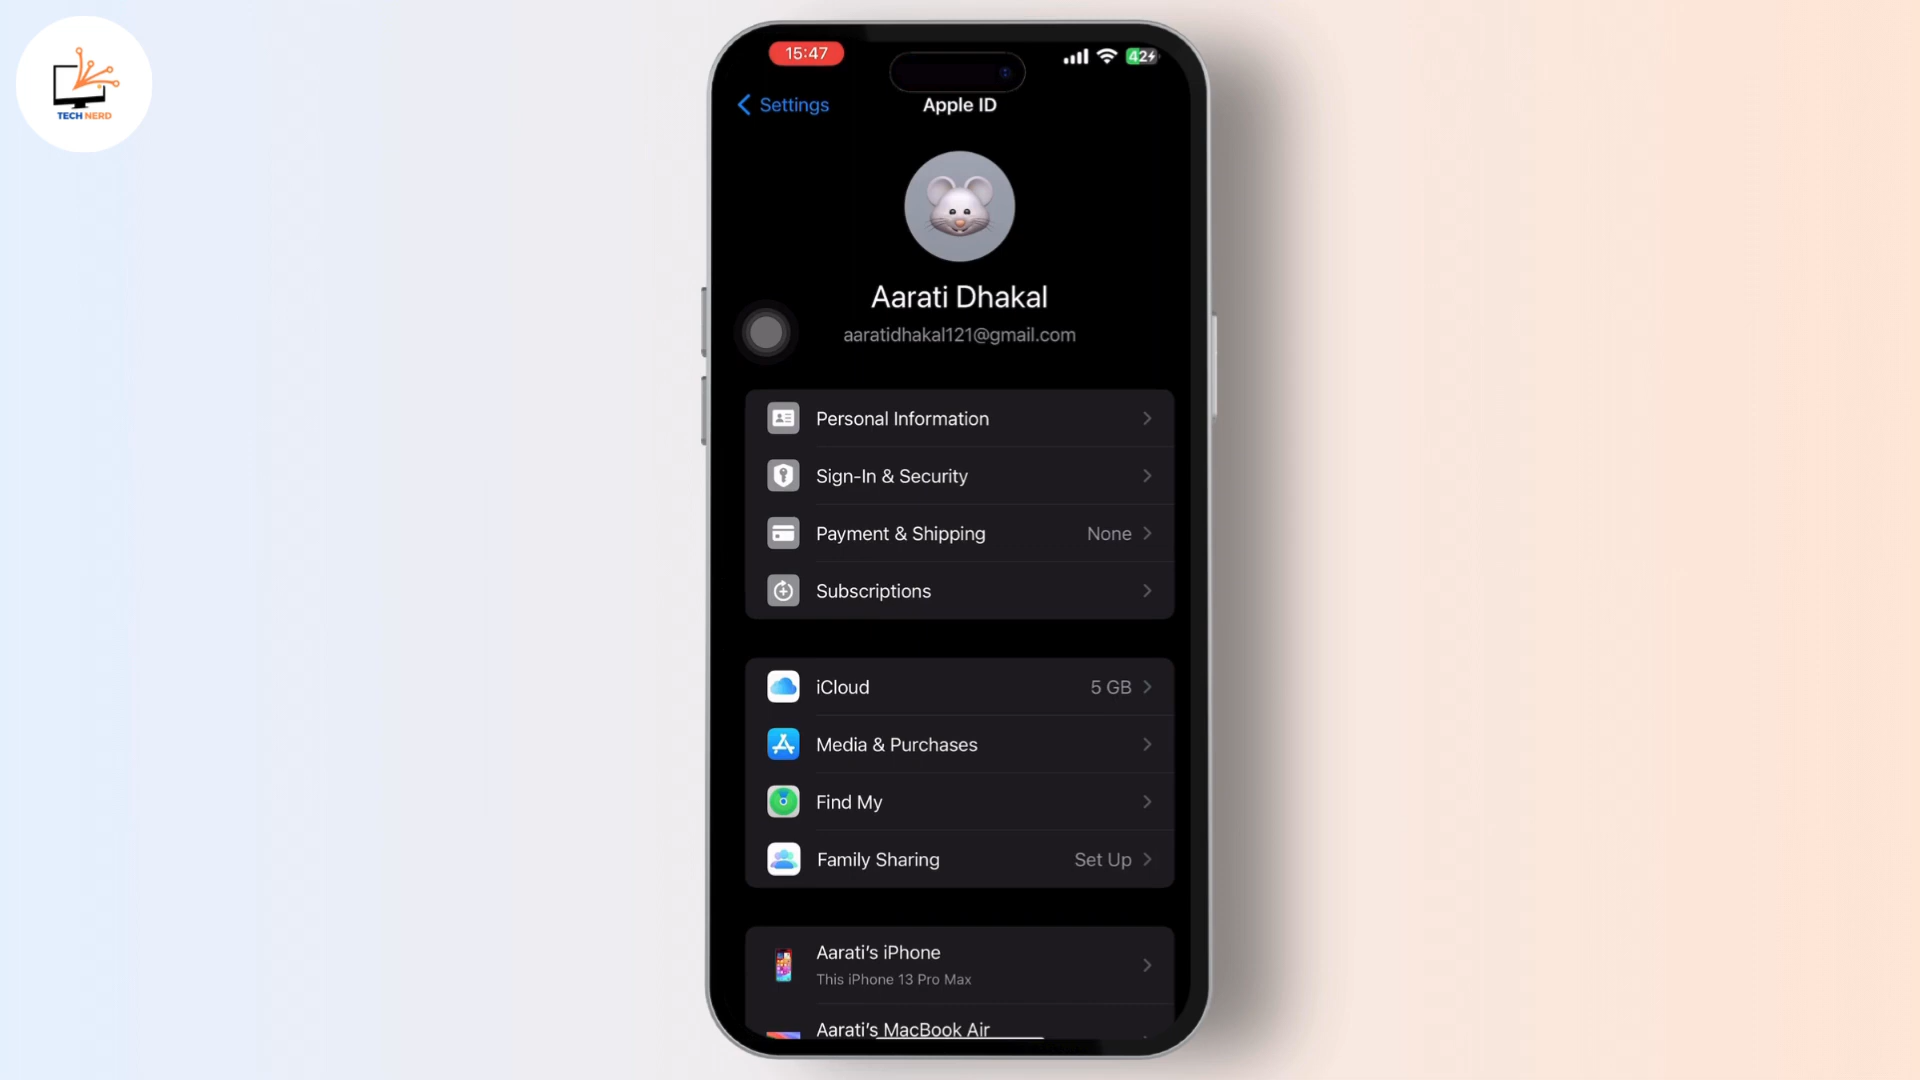 TECH NERD
15:47
42
Settings
Apple ID
Aarati Dhakal
aaratidhakal121@gmail.com
Personal Information
Sign-In & Security
Payment & Shipping None
Subscriptions
iCloud 5 GB
Media & Purchases
Find My
Family Sharing Set Up
Aarati’s iPhone
This iPhone 13 Pro Max
Aarati’s MacBook Air